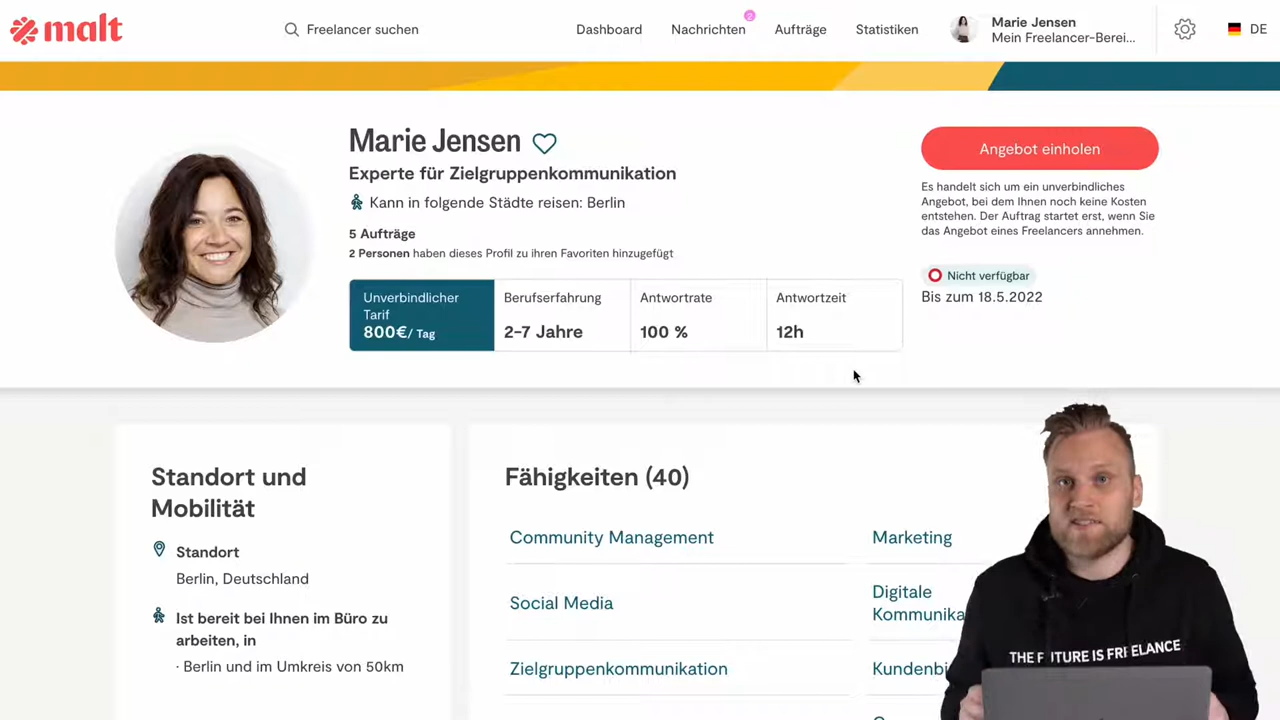 malt
Freelancer suchen
Dashboard
Nachrichten
2
Aufträge
Statistiken
Marie Jensen
Mein Freelancer-Berei...
DE
Marie Jensen
Experte für Zielgruppenkommunikation
Kann in folgende Städte reisen: Berlin
5 Aufträge
2 Personen haben dieses Profil zu ihren Favoriten hinzugefügt
Unverbindlicher
Tarif
800€/ Tag
Berufserfahrung
2-7 Jahre
Antwortrate
100 %
Antwortzeit
12h
Angebot einholen
Es handelt sich um ein unverbindliches
Angebot, bei dem Ihnen noch keine Kosten
entstehen. Der Auftrag startet erst, wenn Sie
das Angebot eines Freelancers annehmen.
Nicht verfügbar
Bis zum 18.5.2022
Standort und
Mobilität
Standort
Berlin, Deutschland
Ist bereit bei Ihnen im Büro zu
arbeiten, in
· Berlin und im Umkreis von 50km
Fähigkeiten (40)
Community Management
Marketing
Social Media
Digitale
Kommunika
Zielgruppenkommunikation
Kundenbi
THE FUTURE IS FREELANCE